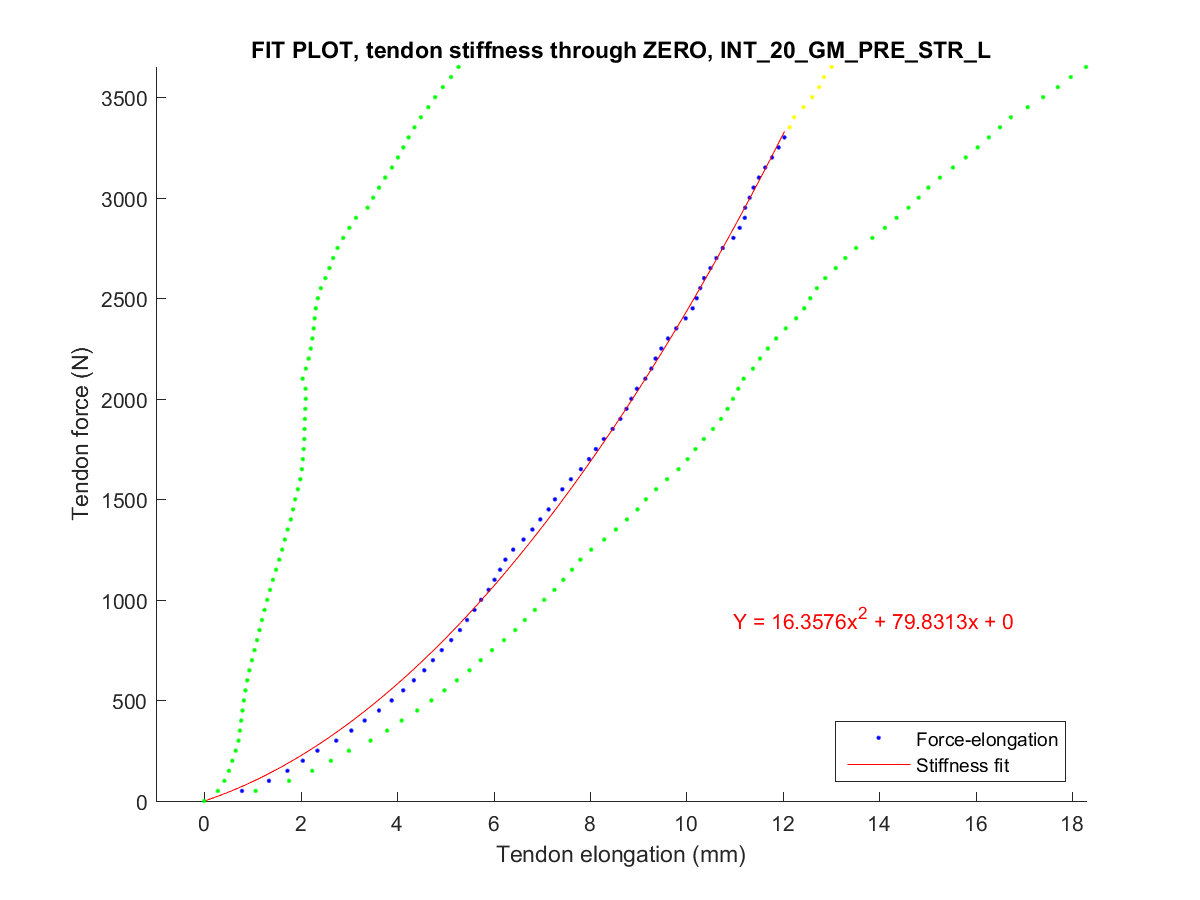 FIT PLOT, tendon stiffness through ZERO, INT_20_GM_PRE_STR_L
3500
3000
2500
2000
1500
1000
500
0
Tendon force (N)
Y = 16.3576x² + 79.8313x + 0
Force-elongation
Stiffness fit
0 2 4 6 8 10 12 14 16 18
Tendon elongation (mm)